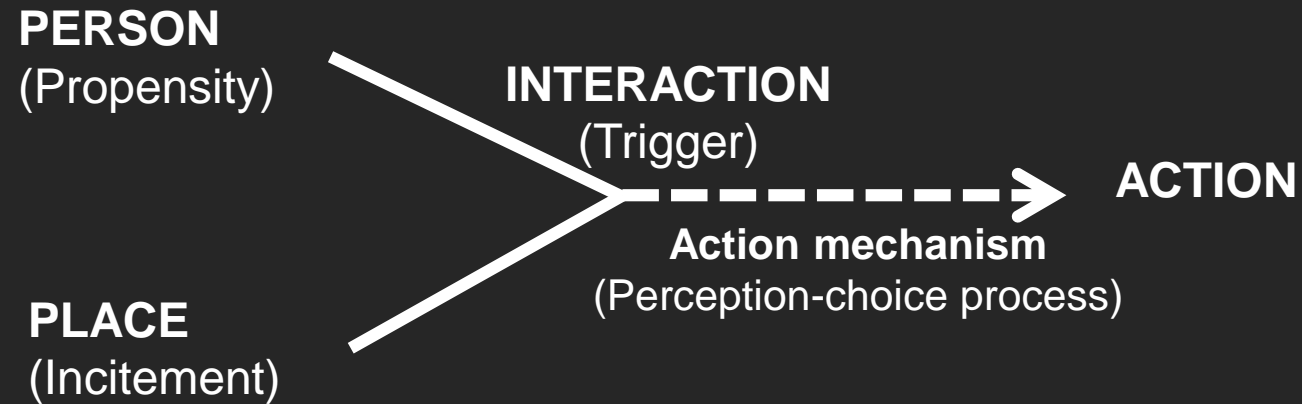 PERSON
(Propensity)
INTERACTION
(Trigger)
ACTION
Action mechanism
(Perception-choice process)
PLACE
(Incitement)